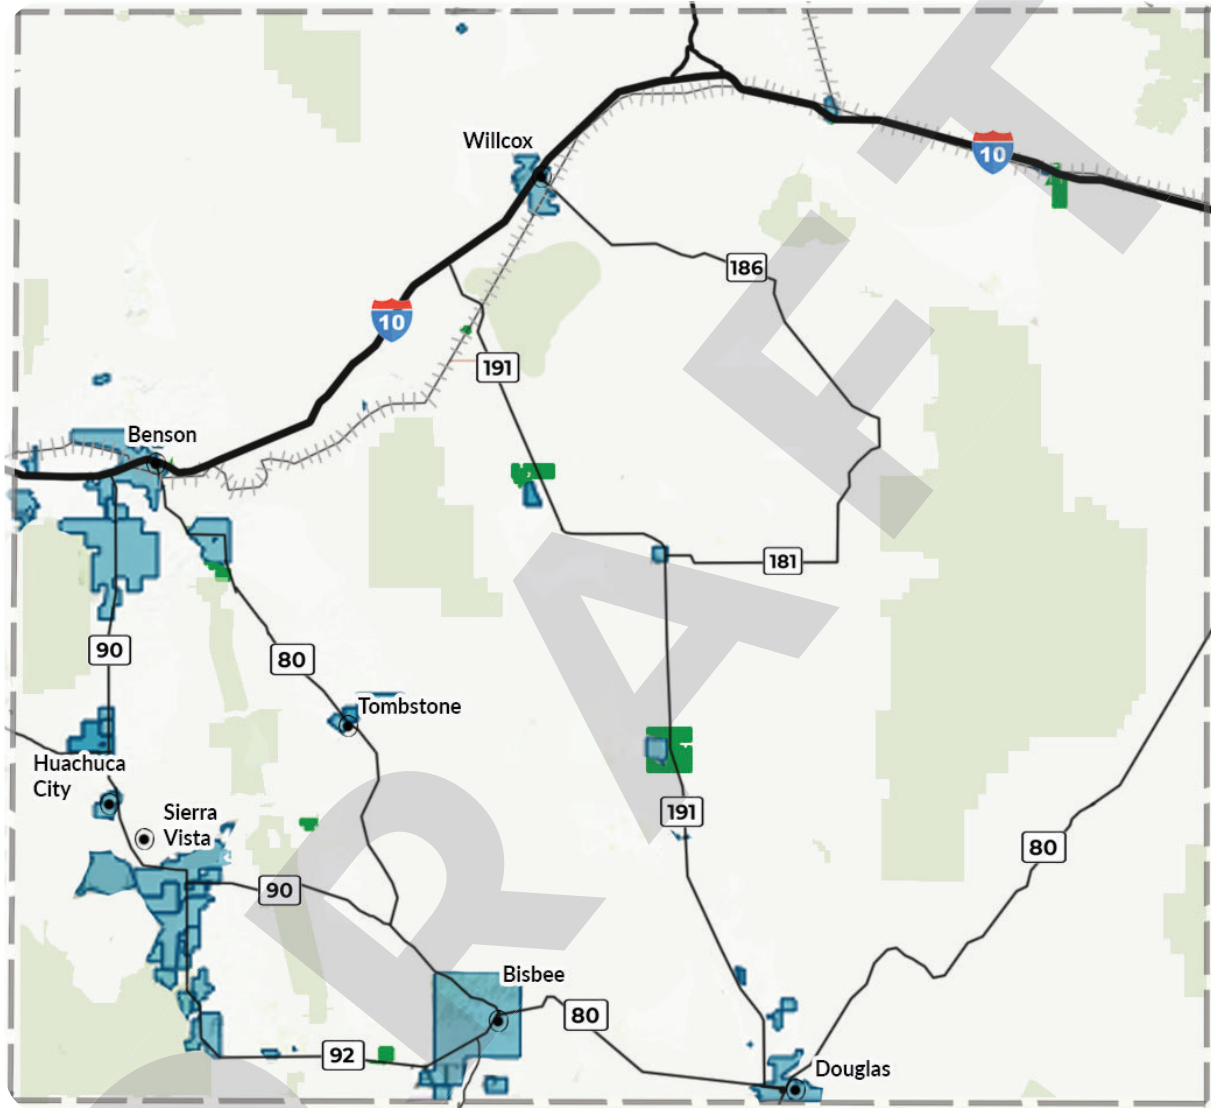 Willcox
10
186
10
191
Benson
181
90
80
Tombstone
Huachuca
City
Sierra
Vista
191
80
90
Bisbee
80
92
Douglas
DRAFT